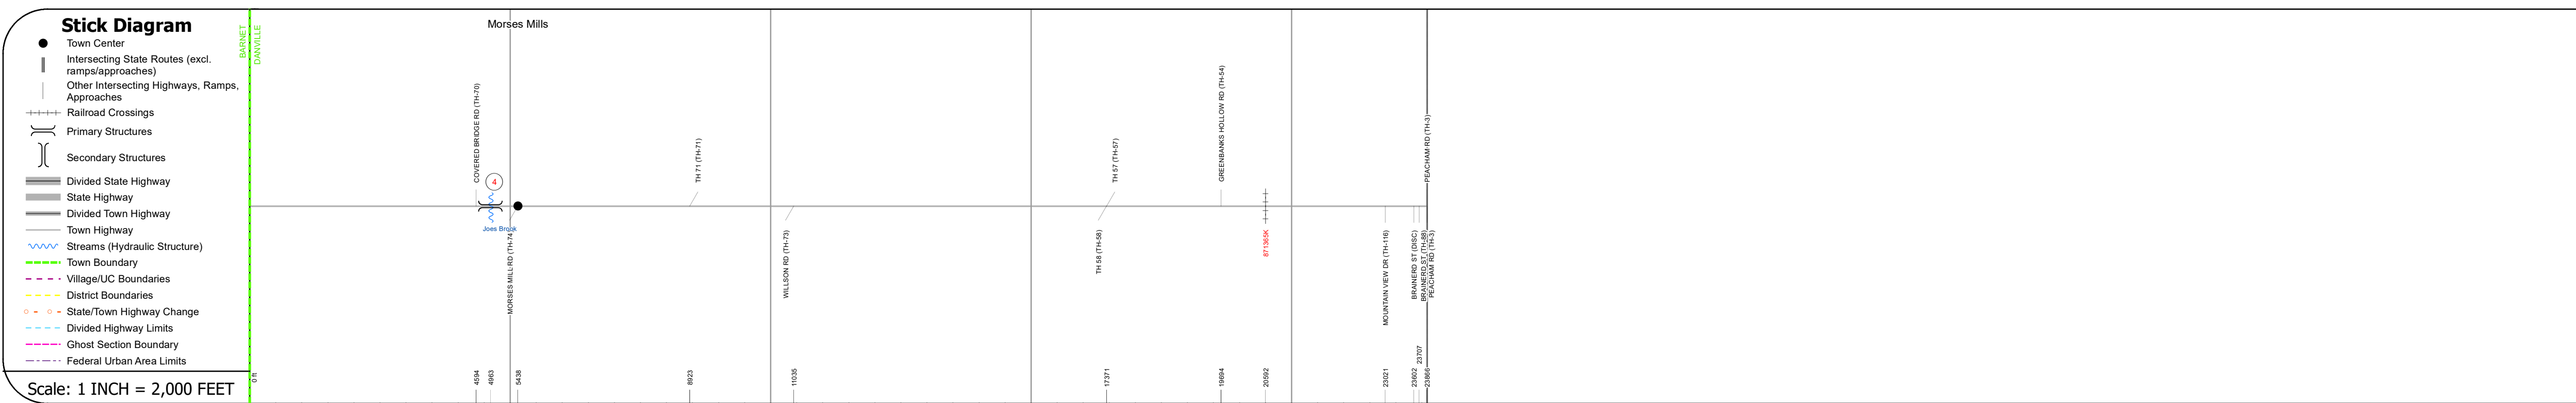 Stick Diagram
Town Center
Intersecting State Routes (excl.
ramps/approaches)
Other Intersecting Highways, Ramps,
Approaches
Railroad Crossings
Primary Structures
Secondary Structures
Divided State Highway
State Highway
Divided Town Highway
Town Highway
Streams (Hydraulic Structure)
Town Boundary
Village/UC Boundaries
District Boundaries
State/Town Highway Change
Divided Highway Limits
Ghost Section Boundary
Federal Urban Area Limits
Scale: 1 INCH = 2,000 FEET
BARNET
DANVILLE
Morses Mills
COVERED BRIDGE RD (TH-70)
4
Joes Brook
MORSES MILL RD (TH-74)
TH 71 (TH-71)
WILLSON RD (TH-73)
TH 58 (TH-58)
TH 57 (TH-57)
GREENBANKS HOLLOW RD (TH-54)
871365K
MOUNTAIN VIEW DR (TH-116)
BRAINERD ST (DISC)
BRAINERD ST (TH-88)
PEACHAM RD (TH-3)
PEACHAM RD (TH-3)
0 ft
4594
4963
5438
8923
11035
17371
19694
20592
23021
23602
23707
23866